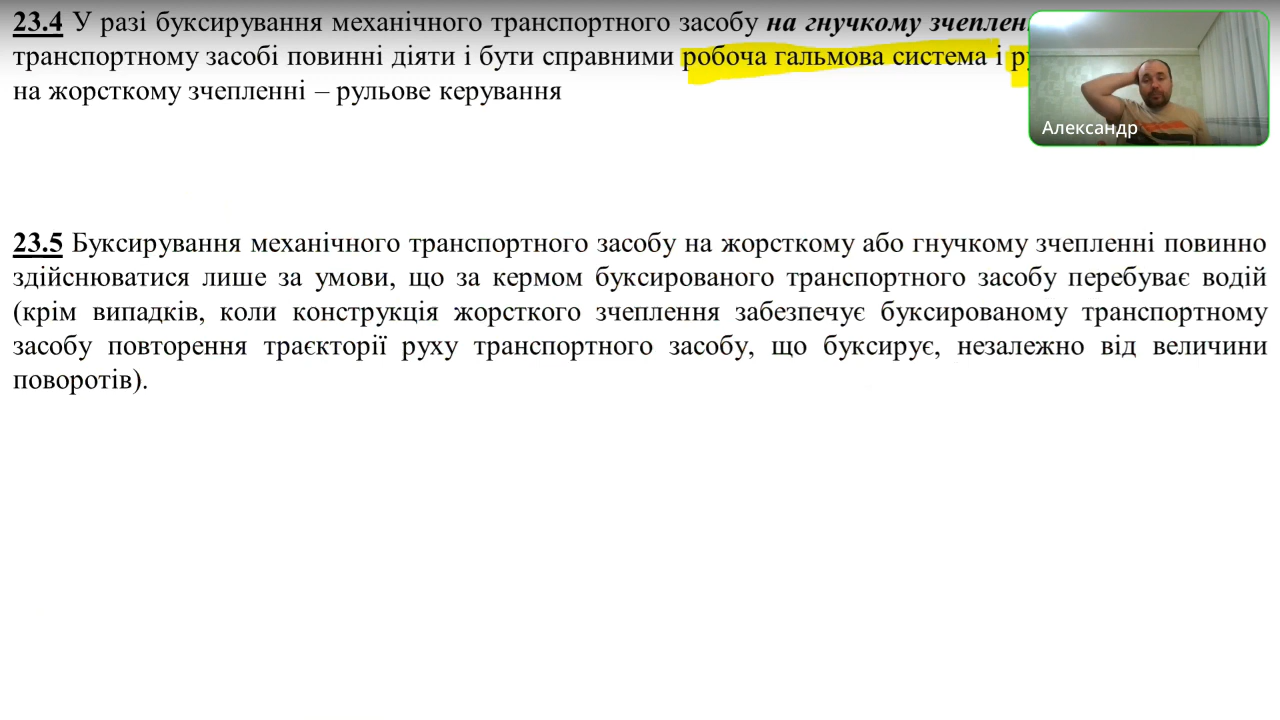 23.4 У разі буксирування механічного транспортного засобу на гнучкому
транспортному засобі повинні діяти і бути справними робоча гальмова система і
на жорсткому зчепленні – рульове керування
Александр
23.5 Буксирування механічного транспортного засобу на жорсткому або гнучкому зчепленні повинно
здійснюватися лише за умови, що за кермом буксированого транспортного засобу перебуває водій
(крім випадків, коли конструкція жорсткого зчеплення забезпечує буксированому транспортному
засобу повторення траєкторії руху транспортного засобу, що буксирує, незалежно від величини
поворотів).